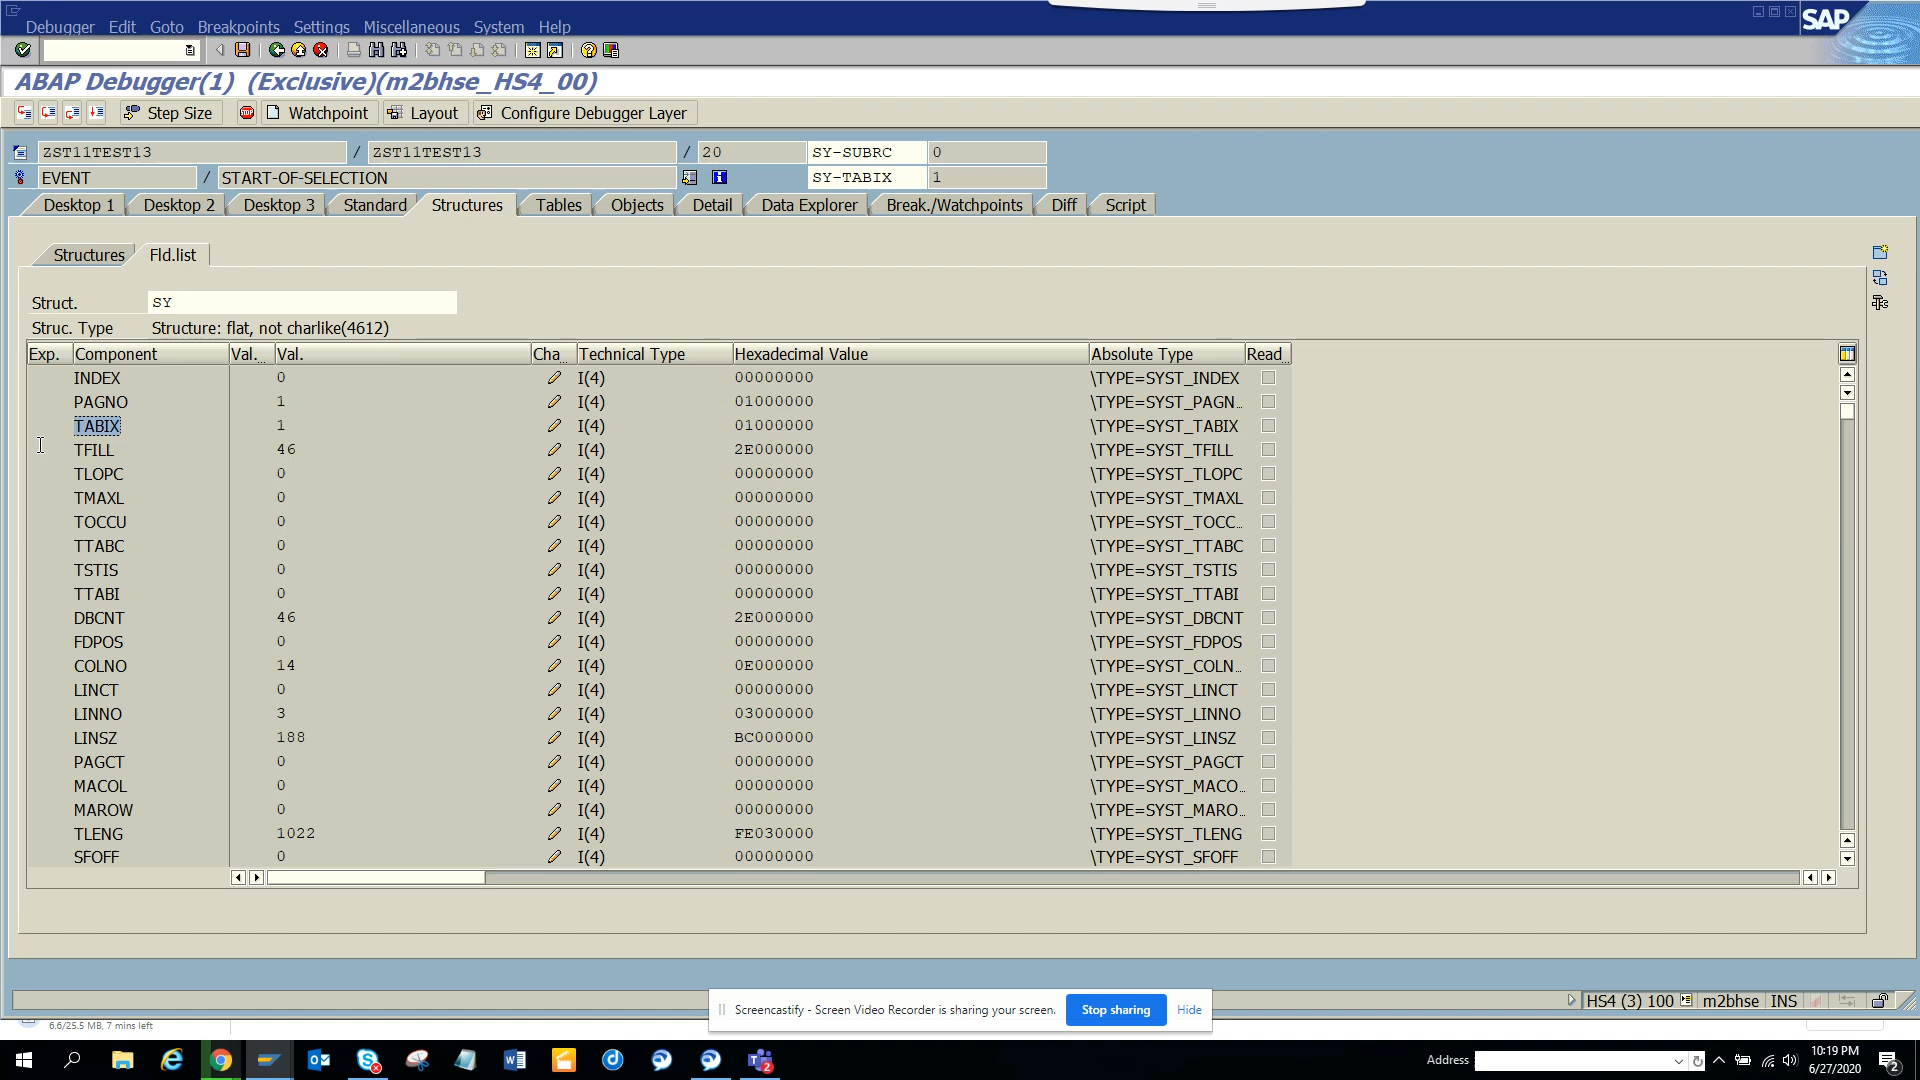 Debugger Edit Goto Breakpoints Settings Miscellaneous System Help
SAP
ABAP Debugger(1) (Exclusive)(m2bhse_HS4_00)
Step Size Watchpoint Layout Configure Debugger Layer
ZST11TEST13 / ZST11TEST13 / 20 SY-SUBRC 0
EVENT / START-OF-SELECTION SY-TABIX 1
Desktop 1 Desktop 2 Desktop 3 Standard Structures Tables Objects Detail Data Explorer Break./Watchpoints Diff Script
Structures Fld.list
Struct. SY
Struc. Type Structure: flat, not charlike(4612)
Exp. Component Val... Val. Cha... Technical Type Hexadecimal Value Absolute Type Read...
INDEX 0 I(4) 00000000 \TYPE=SYST_INDEX
PAGNO 1 I(4) 01000000 \TYPE=SYST_PAGN...
TABIX 1 I(4) 01000000 \TYPE=SYST_TABIX
TFILL 46 I(4) 2E000000 \TYPE=SYST_TFILL
TLOPC 0 I(4) 00000000 \TYPE=SYST_TLOPC
TMAXL 0 I(4) 00000000 \TYPE=SYST_TMAXL
TOCCU 0 I(4) 00000000 \TYPE=SYST_TOCC...
TTABC 0 I(4) 00000000 \TYPE=SYST_TTABC
TSTIS 0 I(4) 00000000 \TYPE=SYST_TSTIS
TTABI 0 I(4) 00000000 \TYPE=SYST_TTABI
DBCNT 46 I(4) 2E000000 \TYPE=SYST_DBCNT
FDPOS 0 I(4) 00000000 \TYPE=SYST_FDPOS
COLNO 14 I(4) 0E000000 \TYPE=SYST_COLN...
LINCT 0 I(4) 00000000 \TYPE=SYST_LINCT
LINNO 3 I(4) 03000000 \TYPE=SYST_LINNO
LINSZ 188 I(4) BC000000 \TYPE=SYST_LINSZ
PAGCT 0 I(4) 00000000 \TYPE=SYST_PAGCT
MACOL 0 I(4) 00000000 \TYPE=SYST_MACO...
MAROW 0 I(4) 00000000 \TYPE=SYST_MARO...
TLENG 1022 I(4) FE030000 \TYPE=SYST_TLENG
SFOFF 0 I(4) 00000000 \TYPE=SYST_SFOFF
HS4 (3) 100 m2bhse INS
Screencastify - Screen Video Recorder is sharing your screen. Stop sharing Hide
6.6/25.5 MB, 7 mins left
Address 10:19 PM
6/27/2020 2